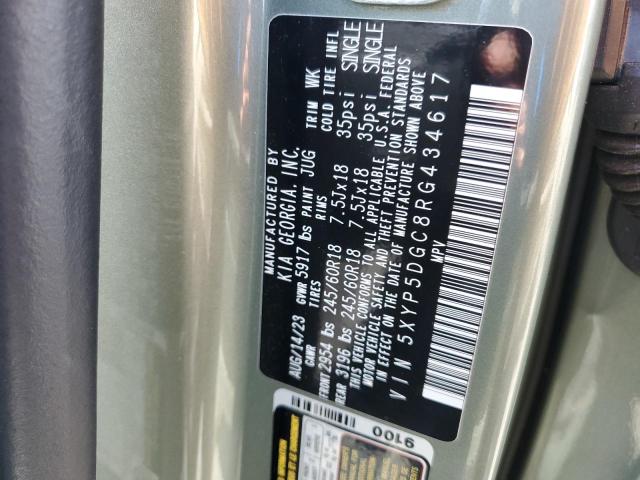 MANUFACTURED BY
KIA GEORGIA. INC.
AUG/14/23 GVWR 5917 lbs PAINT JUG TRIM WK
GAWR TIRES RIMS COLD TIRE INFL
FRONT 2954 lbs 245/60R18 7.5Jx18 35psi SINGLE
REAR 3196 lbs 245/60R18 7.5Jx18 35psi SINGLE
THIS VEHICLE CONFORMS TO ALL APPLICABLE U.S.A. FEDERAL
MOTOR VEHICLE SAFETY AND THEFT PREVENTION STANDARDS
IN EFFECT ON THE DATE OF MANUFACTURE SHOWN ABOVE
VIN 5XYP5DGC8RG434617
MPV
9100